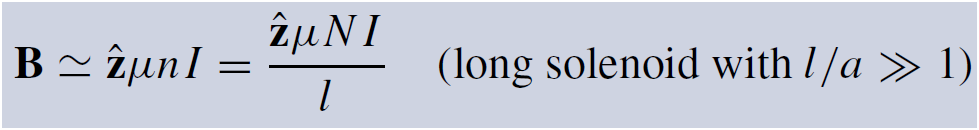 𝐁 ≃ 𝐳̂μnI = 𝐳̂μNI / l (long solenoid with l/a ≫ 1)